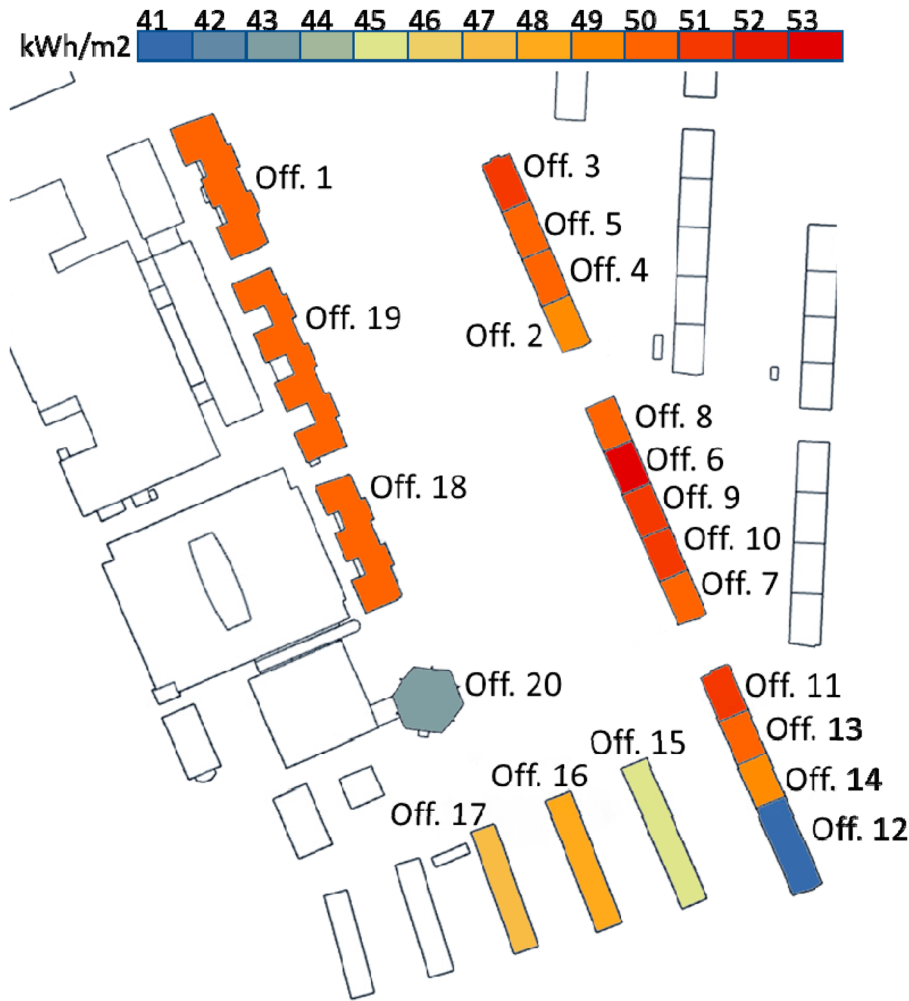 41 42 43 44 45 46 47 48 49 50 51 52 53
kWh/m2
Off. 3
Off. 1
Off. 5
Off. 4
Off. 19
Off. 2
Off. 8
Off. 6
Off. 18
Off. 9
Off. 10
Off. 7
Off. 20
Off. 11
Off. 13
Off. 15
Off. 16
Off. 14
Off. 17
Off. 12